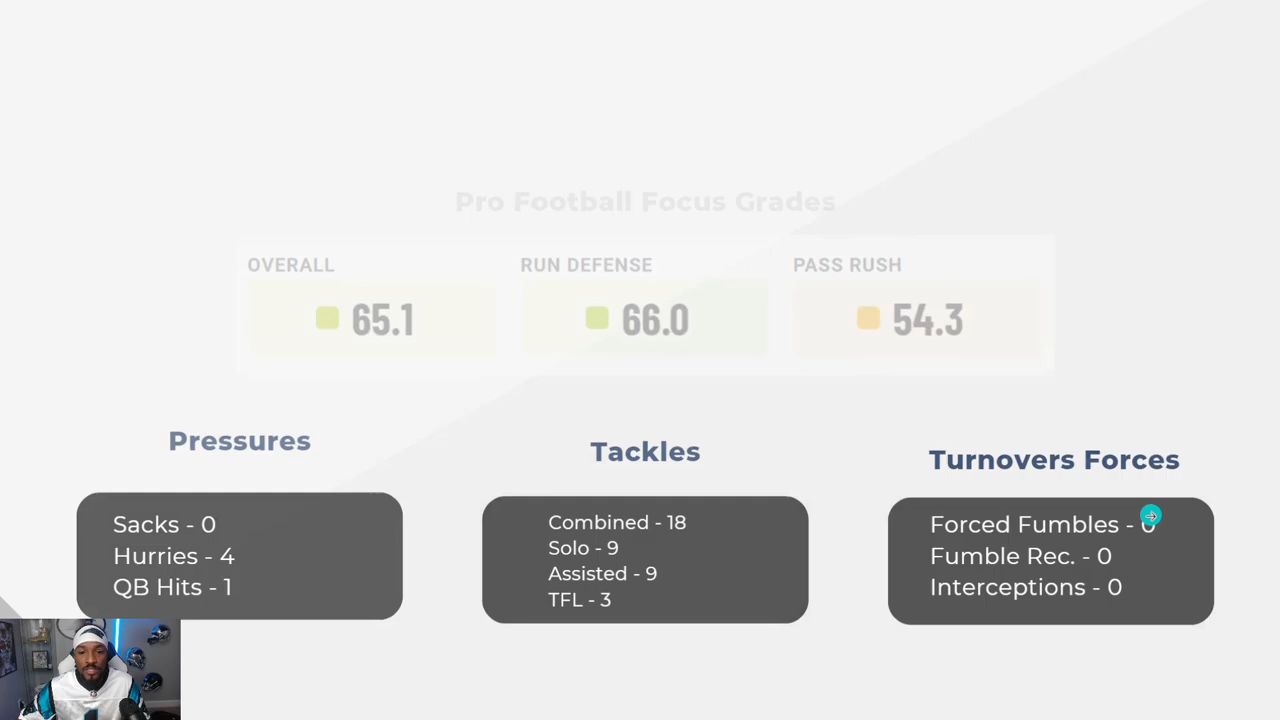 Pro Football Focus Grades
OVERALL
65.1
RUN DEFENSE
66.0
PASS RUSH
54.3
Pressures
Sacks - 0
Hurries - 4
QB Hits - 1
Tackles
Combined - 18
Solo - 9
Assisted - 9
TFL - 3
Turnovers Forces
Forced Fumbles - 0
Fumble Rec. - 0
Interceptions - 0